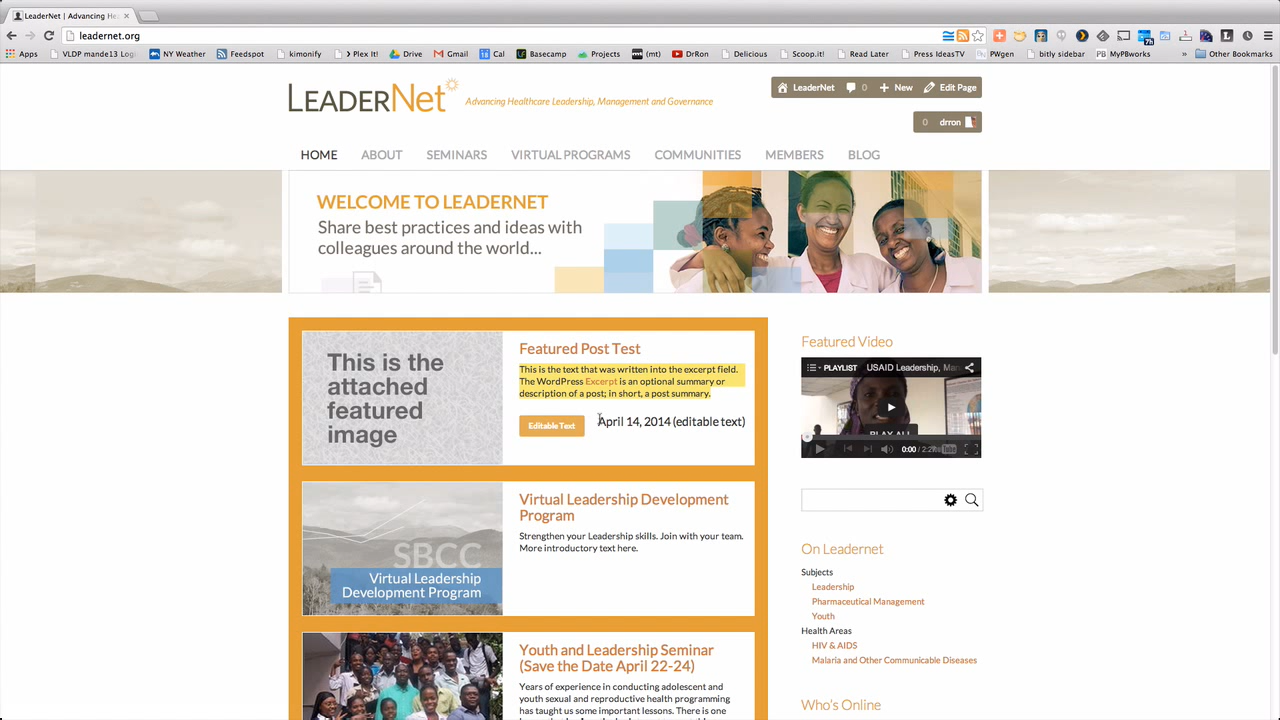 LeaderNet | Advancing He
leadernet.org
Apps VLDP mande13 Log NY Weather Feedspot kimonify > Plex It! Drive Gmail Cal Basecamp Projects (mt) DrRon Delicious Scoop.it! Read Later Press IdeasTV PWgen bitly sidebar MyPBworks » Other Bookmarks
LEADERNet Advancing Healthcare Leadership, Management and Governance
LeaderNet 0 New Edit Page
0 drron
HOME ABOUT SEMINARS VIRTUAL PROGRAMS COMMUNITIES MEMBERS BLOG
WELCOME TO LEADERNET
Share best practices and ideas with
colleagues around the world...
This is the
attached
featured
image
Featured Post Test
This is the text that was written into the excerpt field.
The WordPress Excerpt is an optional summary or
description of a post; in short, a post summary.
Editable Text
April 14, 2014 (editable text)
SBCC
Virtual Leadership
Development Program
Virtual Leadership Development
Program
Strengthen your Leadership skills. Join with your team.
More introductory text here.
Youth and Leadership Seminar
(Save the Date April 22-24)
Years of experience in conducting adolescent and
youth sexual and reproductive health programming
has taught us some important lessons. There is one
Featured Video
PLAYLIST USAID Leadership, Man
PLAY ALL
0:00 / 2:27
On Leadernet
Subjects
Leadership
Pharmaceutical Management
Youth
Health Areas
HIV & AIDS
Malaria and Other Communicable Diseases
Who's Online